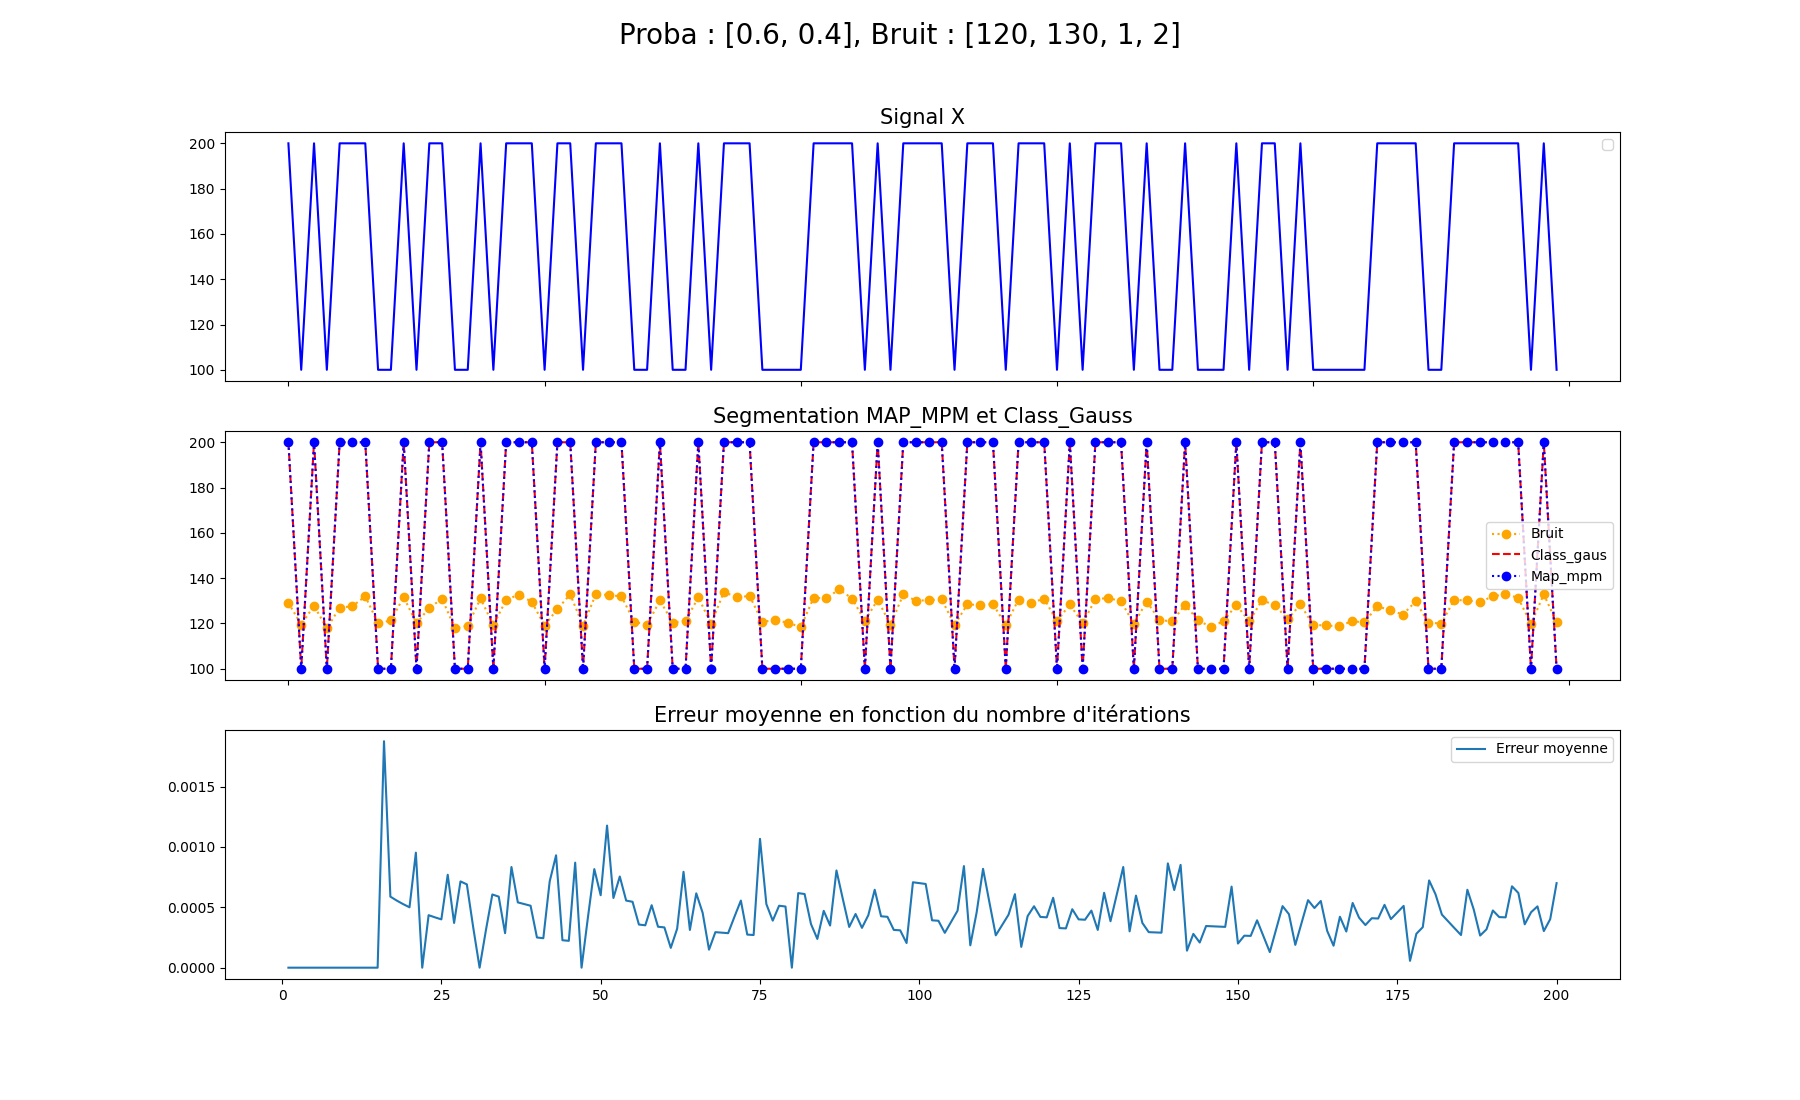 Proba : [0.6, 0.4], Bruit : [120, 130, 1, 2]
Signal X
200
180
160
140
120
100
Segmentation MAP_MPM et Class_Gauss
200
180
160
140
120
100
Bruit
Class_gaus
Map_mpm
Erreur moyenne en fonction du nombre d'itérations
Erreur moyenne
0.0015
0.0010
0.0005
0.0000
0 25 50 75 100 125 150 175 200